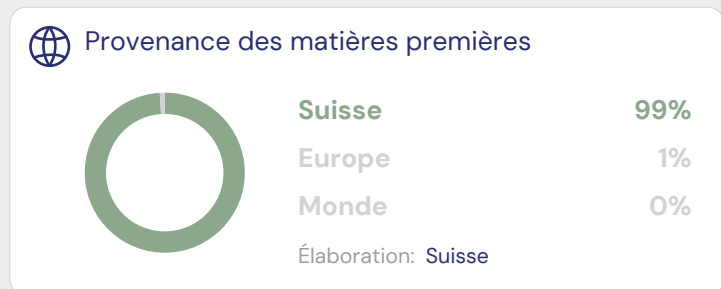 Provenance des matières premières
Suisse 99%
Europe 1%
Monde 0%
Élaboration: Suisse